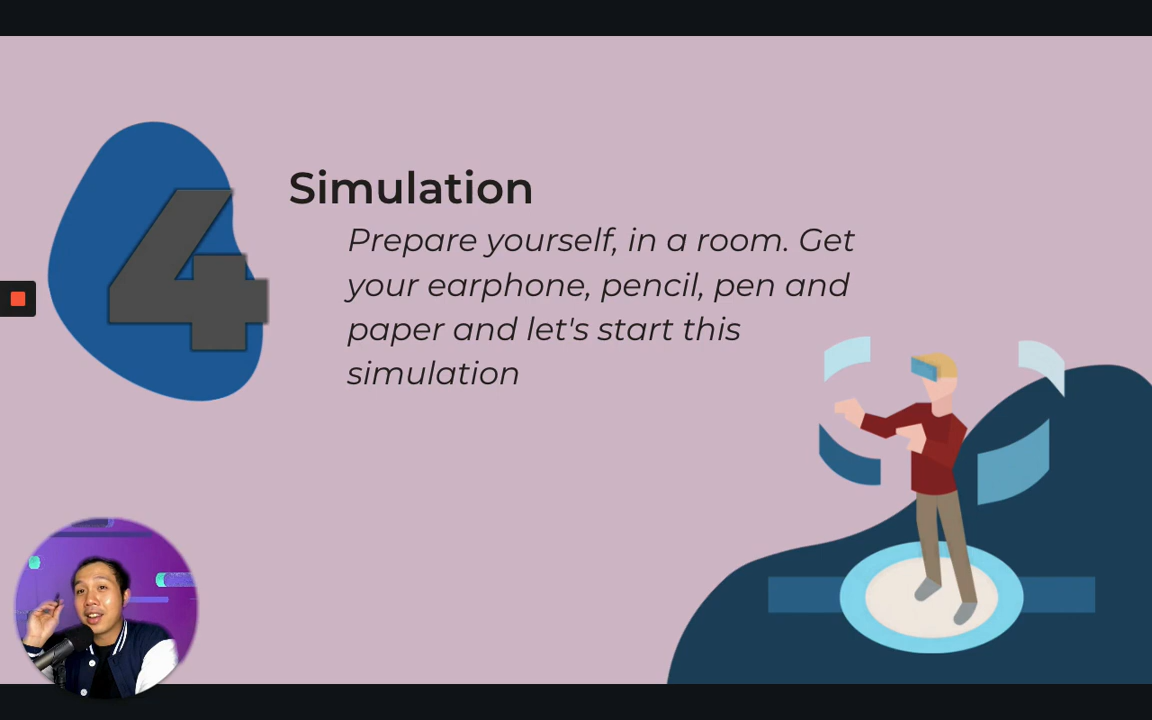 4
Simulation
Prepare yourself, in a room. Get
your earphone, pencil, pen and
paper and let's start this
simulation